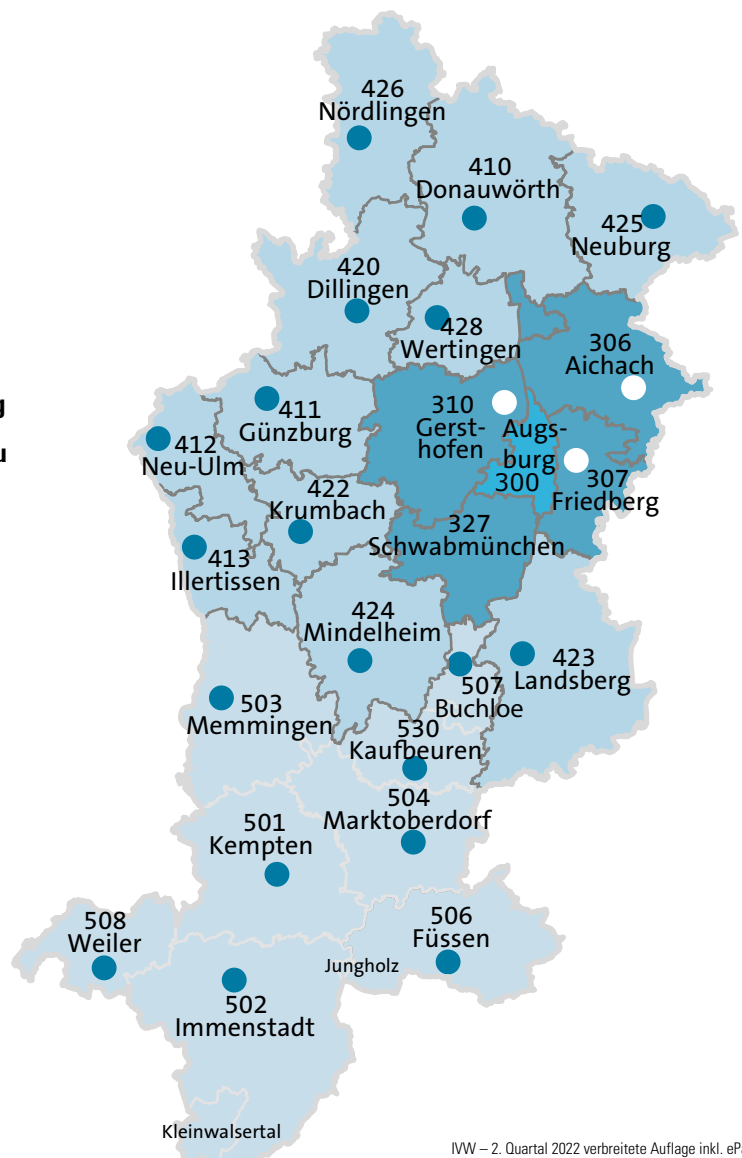 426
Nördlingen
410
Donauwörth
425
Neuburg
420
Dillingen
428
Wertingen
306
Aichach
310
Gerst-
hofen
Augs-
burg
300
g
411
Günzburg
u
412
Neu-Ulm
307
Friedberg
422
Krumbach
327
Schwabmünchen
413
Illertissen
424
Mindelheim
423
Landsberg
507
Buchloe
503
Memmingen
530
Kaufbeuren
504
Marktoberdorf
501
Kempten
508
Weiler
506
Füssen
Jungholz
502
Immenstadt
Kleinwalsertal
IVW – 2. Quartal 2022 verbreitete Auflage inkl. ePa